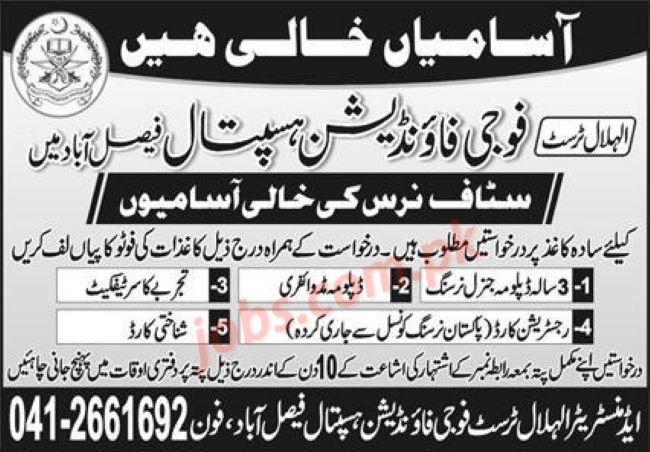 آسامیاں خالی ھیں
الہلال ٹرسٹ فوجی فاؤنڈیشن ہسپتال فیصل آباد میں
سٹاف نرس کی خالی آسامیوں
کیلئے سادہ کاغذ پر درخواستیں مطلوب ہیں۔ درخواست کے ہمراہ درج ذیل کاغذات کی فوٹو کاپیاں لف کریں
1- 3 سالہ ڈپلومہ جنرل نرسنگ 2- ڈپلومہ مڈوائفری 3- تجربے کا سرٹیفکیٹ
4- رجسٹریشن کارڈ (پاکستان نرسنگ کونسل سے جاری کردہ) 5- شناختی کارڈ
درخواستیں اپنے مکمل پتہ بمعہ رابطہ نمبر کے اشتہار کی اشاعت کے 10 دن کے اندر درج ذیل پتہ پر دفتری اوقات میں پہنچ جانی چاہئیں
ایڈمنسٹریٹر الہلال ٹرسٹ فوجی فاؤنڈیشن ہسپتال فیصل آباد، فون 041-2661692
jobs.com.pk